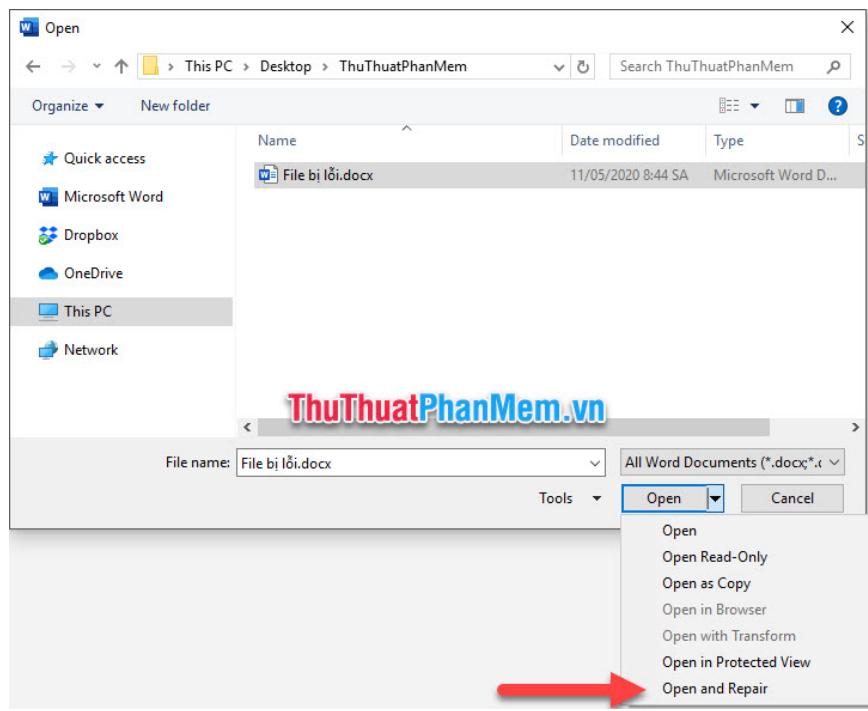 Open
This PC > Desktop > ThuThuatPhanMem
Search ThuThuatPhanMem
Organize
New folder
Name
Date modified
Type
S
Quick access
File bị lỗi.docx
11/05/2020 8:44 SA
Microsoft Word D...
Microsoft Word
Dropbox
OneDrive
This PC
Network
ThuThuatPhanMem.vn
File name:
File bị lỗi.docx
All Word Documents (*.docx;*.c
Tools
Open
Cancel
Open
Open Read-Only
Open as Copy
Open in Browser
Open with Transform
Open in Protected View
Open and Repair